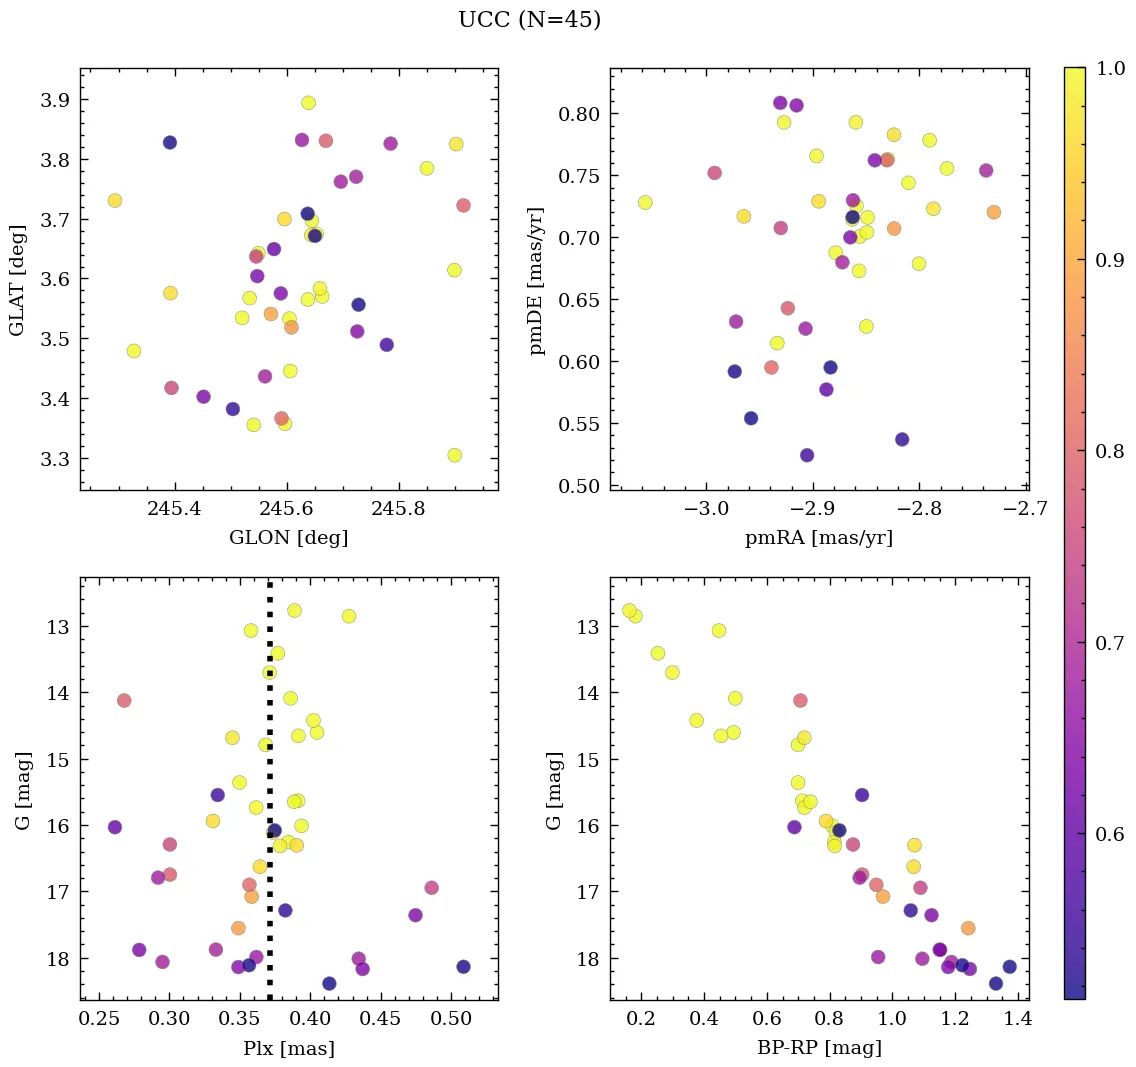 UCC (N=45)
3.9
3.8
3.7
3.6
3.5
3.4
3.3
GLAT [deg]
245.4 245.6 245.8
GLON [deg]
0.80
0.75
0.70
0.65
0.60
0.55
0.50
pmDE [mas/yr]
−3.0 −2.9 −2.8 −2.7
pmRA [mas/yr]
13
14
15
16
17
18
G [mag]
0.25 0.30 0.35 0.40 0.45 0.50
Plx [mas]
13
14
15
16
17
18
G [mag]
0.2 0.4 0.6 0.8 1.0 1.2 1.4
BP-RP [mag]
1.0
0.9
0.8
0.7
0.6